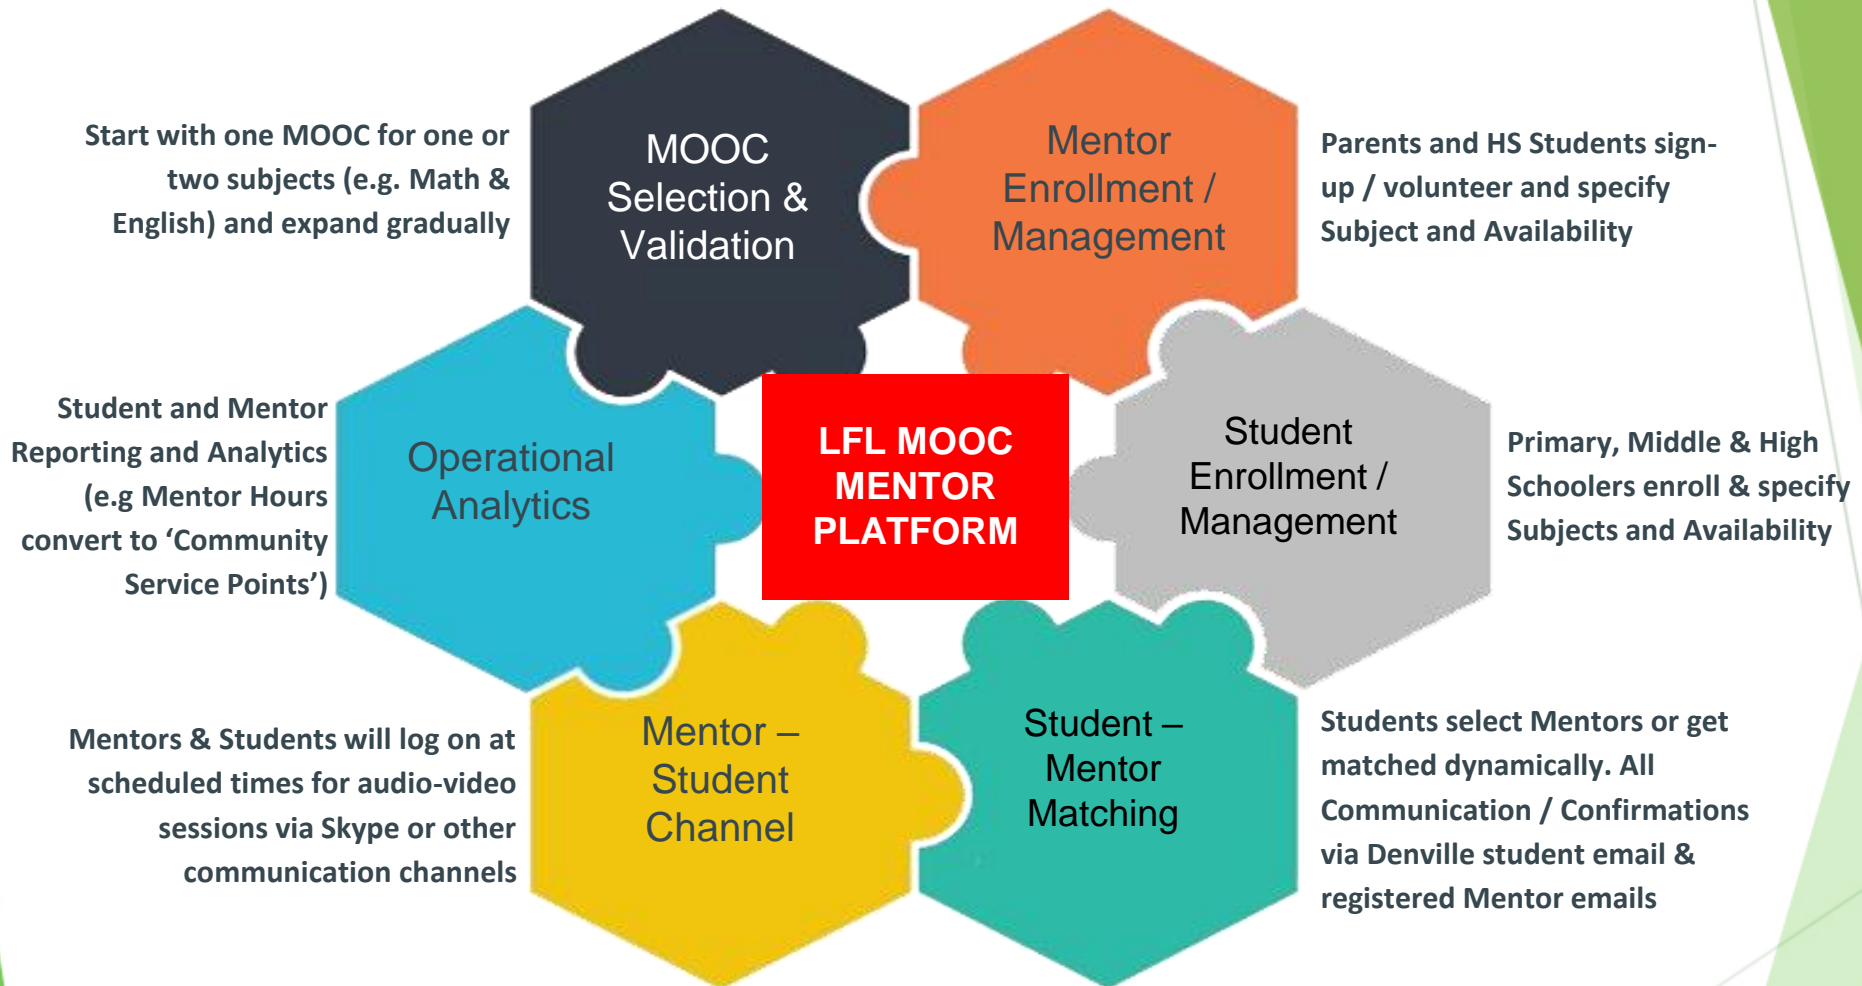 Start with one MOOC for one or
two subjects (e.g. Math &
English) and expand gradually
MOOC
Selection &
Validation
Mentor
Enrollment /
Management
Parents and HS Students sign-
up / volunteer and specify
Subject and Availability
Student and Mentor
Reporting and Analytics
(e.g Mentor Hours
convert to ‘Community
Service Points’)
Operational
Analytics
LFL MOOC
MENTOR
PLATFORM
Student
Enrollment /
Management
Primary, Middle & High
Schoolers enroll & specify
Subjects and Availability
Mentors & Students will log on at
scheduled times for audio-video
sessions via Skype or other
communication channels
Mentor –
Student
Channel
Student –
Mentor
Matching
Students select Mentors or get
matched dynamically. All
Communication / Confirmations
via Denville student email &
registered Mentor emails